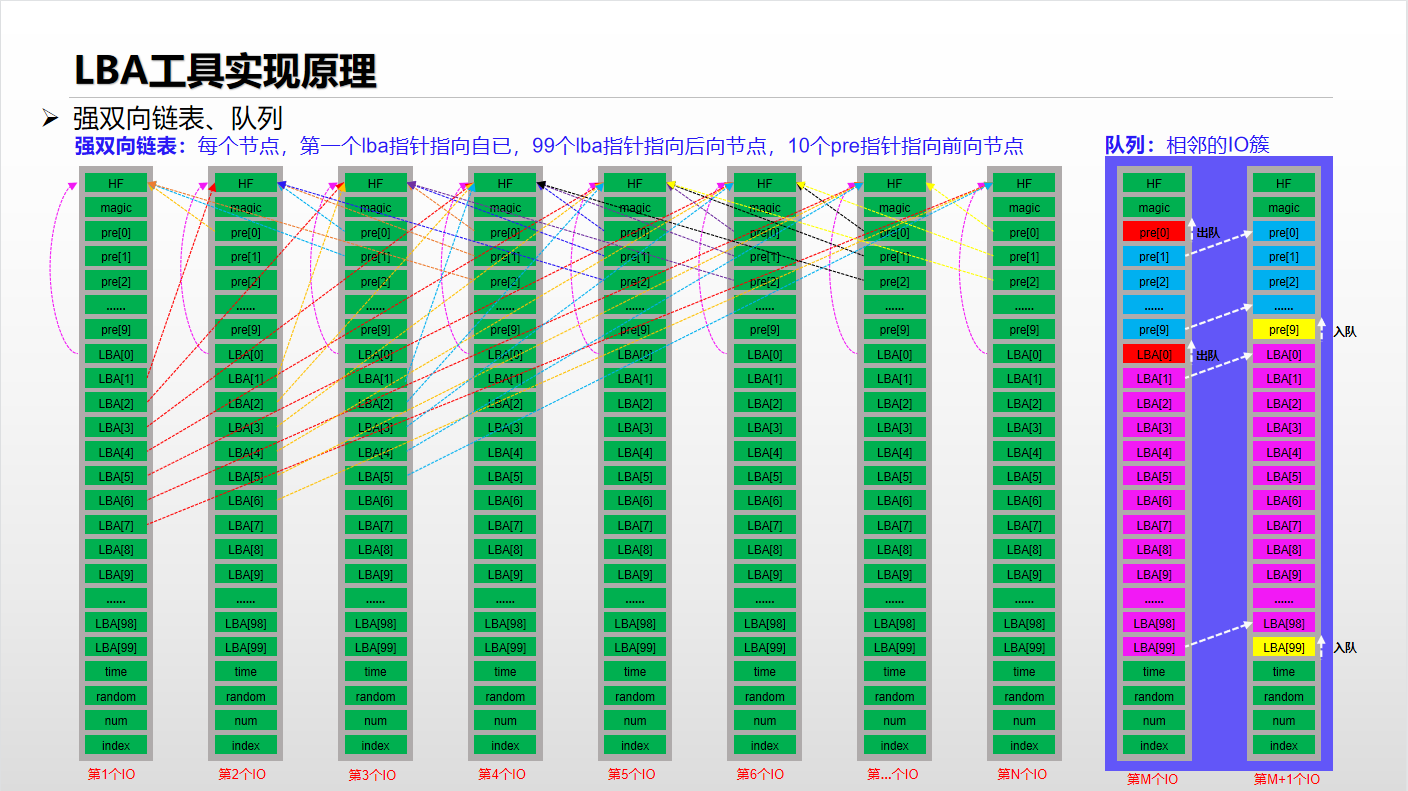 LBA工具实现原理
强双向链表、队列
强双向链表：每个节点，第一个lba指针指向自已，99个lba指针指向后向节点，10个pre指针指向前向节点
队列：相邻的IO簇
HF HF HF HF HF HF HF HF HF HF
magic magic magic magic magic magic magic magic magic magic
pre[0] pre[0] pre[0] pre[0] pre[0] pre[0] pre[0] pre[0] pre[0] 出队 pre[0]
pre[1] pre[1] pre[1] pre[1] pre[1] pre[1] pre[1] pre[1] pre[1] pre[1]
pre[2] pre[2] pre[2] pre[2] pre[2] pre[2] pre[2] pre[2] pre[2] pre[2]
...... ...... ...... ...... ...... ...... ...... ...... ...... ......
pre[9] pre[9] pre[9] pre[9] pre[9] pre[9] pre[9] pre[9] pre[9] pre[9] 入队
LBA[0] LBA[0] LBA[0] LBA[0] LBA[0] LBA[0] LBA[0] LBA[0] LBA[0] 出队 LBA[0]
LBA[1] LBA[1] LBA[1] LBA[1] LBA[1] LBA[1] LBA[1] LBA[1] LBA[1] LBA[1]
LBA[2] LBA[2] LBA[2] LBA[2] LBA[2] LBA[2] LBA[2] LBA[2] LBA[2] LBA[2]
LBA[3] LBA[3] LBA[3] LBA[3] LBA[3] LBA[3] LBA[3] LBA[3] LBA[3] LBA[3]
LBA[4] LBA[4] LBA[4] LBA[4] LBA[4] LBA[4] LBA[4] LBA[4] LBA[4] LBA[4]
LBA[5] LBA[5] LBA[5] LBA[5] LBA[5] LBA[5] LBA[5] LBA[5] LBA[5] LBA[5]
LBA[6] LBA[6] LBA[6] LBA[6] LBA[6] LBA[6] LBA[6] LBA[6] LBA[6] LBA[6]
LBA[7] LBA[7] LBA[7] LBA[7] LBA[7] LBA[7] LBA[7] LBA[7] LBA[7] LBA[7]
LBA[8] LBA[8] LBA[8] LBA[8] LBA[8] LBA[8] LBA[8] LBA[8] LBA[8] LBA[8]
LBA[9] LBA[9] LBA[9] LBA[9] LBA[9] LBA[9] LBA[9] LBA[9] LBA[9] LBA[9]
...... ...... ...... ...... ...... ...... ...... ...... ...... ......
LBA[98] LBA[98] LBA[98] LBA[98] LBA[98] LBA[98] LBA[98] LBA[98] LBA[98] LBA[98]
LBA[99] LBA[99] LBA[99] LBA[99] LBA[99] LBA[99] LBA[99] LBA[99] LBA[99] LBA[99] 入队
time time time time time time time time time time
random random random random random random random random random random
num num num num num num num num num num
index index index index index index index index index index
第1个IO 第2个IO 第3个IO 第4个IO 第5个IO 第6个IO 第...个IO 第N个IO 第M个IO 第M+1个IO